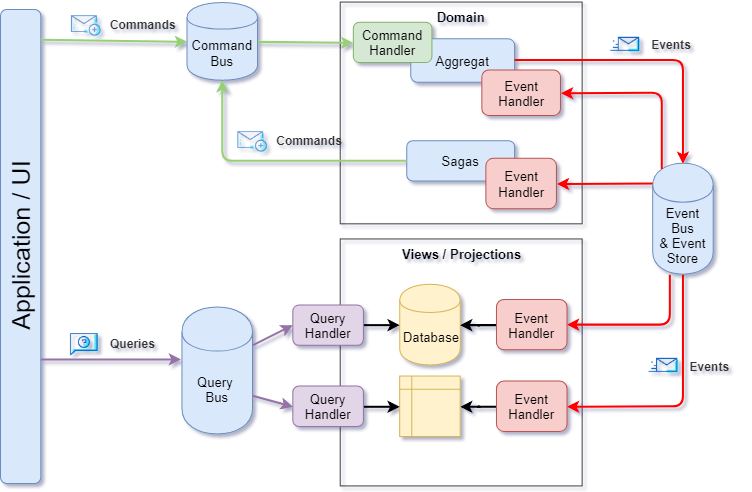 Application / UI
Commands
Command
Bus
Domain
Command
Handler
Aggregat
Event
Handler
Events
Commands
Sagas
Event
Handler
Event
Bus
& Event
Store
Views / Projections
Queries
Query
Bus
Query
Handler
Database
Event
Handler
Events
Query
Handler
Event
Handler